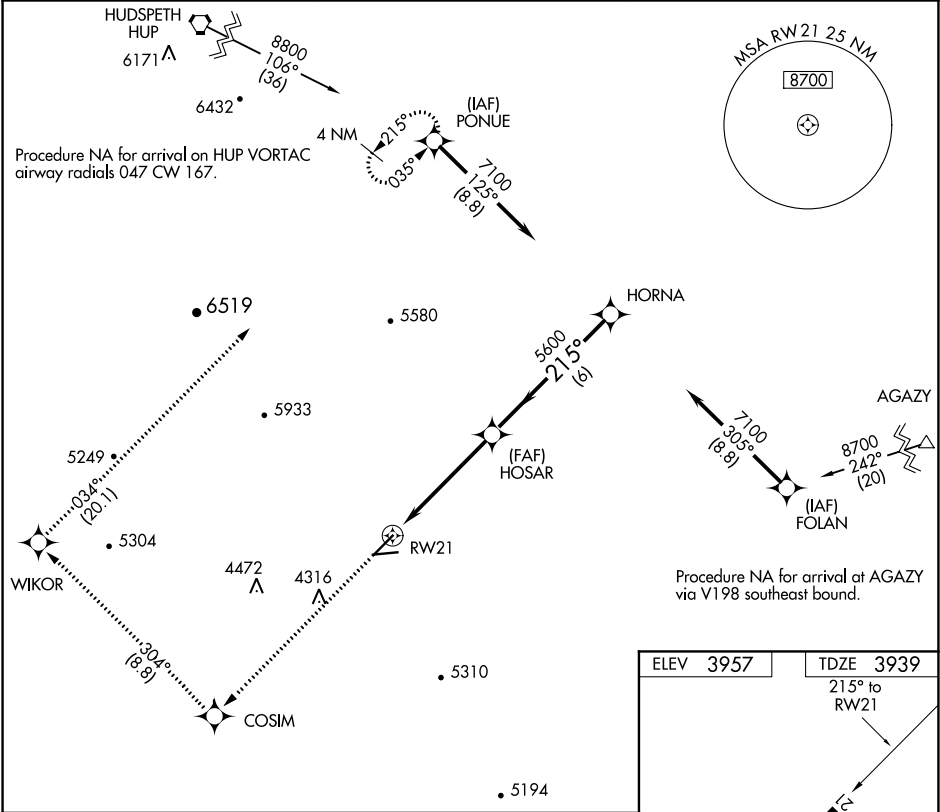 HUDSPETH
HUP
6171
8800
106°
(36)
6432
(IAF)
PONUE
4 NM
215°
035°
7100
125°
(8.8)
MSA RW21 25 NM
8700
Procedure NA for arrival on HUP VORTAC
airway radials 047 CW 167.
6519
5580
HORNA
5600
215°
(6)
5933
(FAF)
HOSAR
7100
305°
(8.8)
AGAZY
8700
242°
(20)
(IAF)
FOLAN
5249
034°
(20.1)
5304
WIKOR
RW21
4472
4316
Procedure NA for arrival at AGAZY
via V198 southeast bound.
304°
(8.8)
COSIM
5310
5194
ELEV 3957
TDZE 3939
215° to
RW21
21